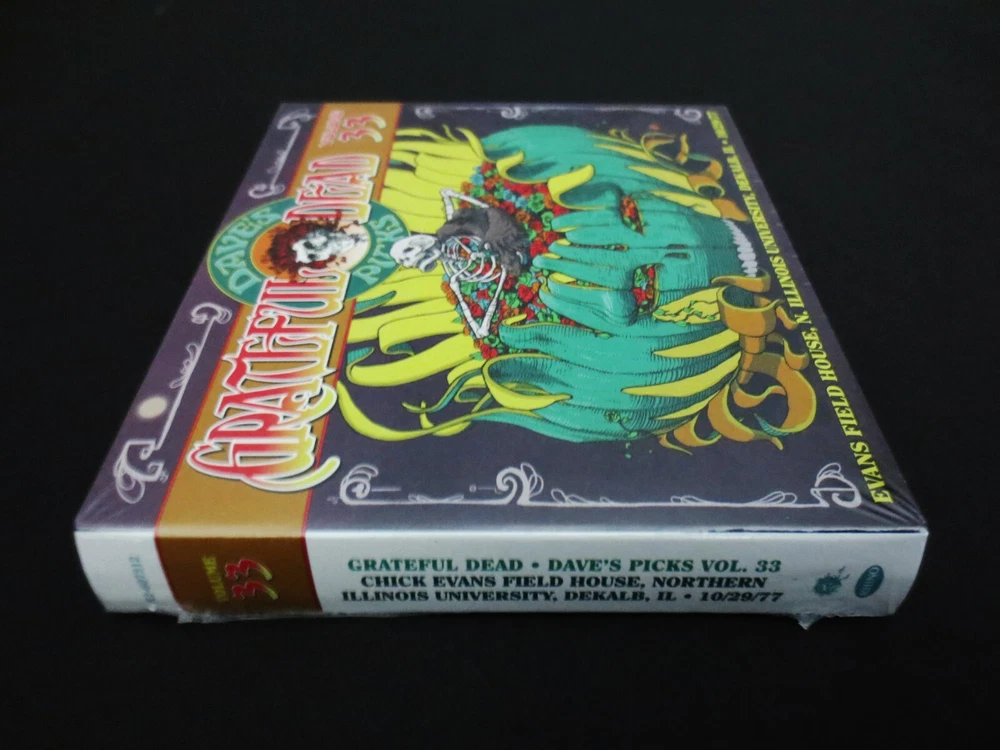 VOLUME
33
GRATEFUL DEAD
DAVE'S
PICKS
EVANS FIELD HOUSE, N. ILLINOIS UNIVERSITY, DEKALB, IL •
VOLUME
33
GRATEFUL DEAD • DAVE'S PICKS VOL. 33
CHICK EVANS FIELD HOUSE, NORTHERN
ILLINOIS UNIVERSITY, DEKALB, IL • 10/29/77
RHINO